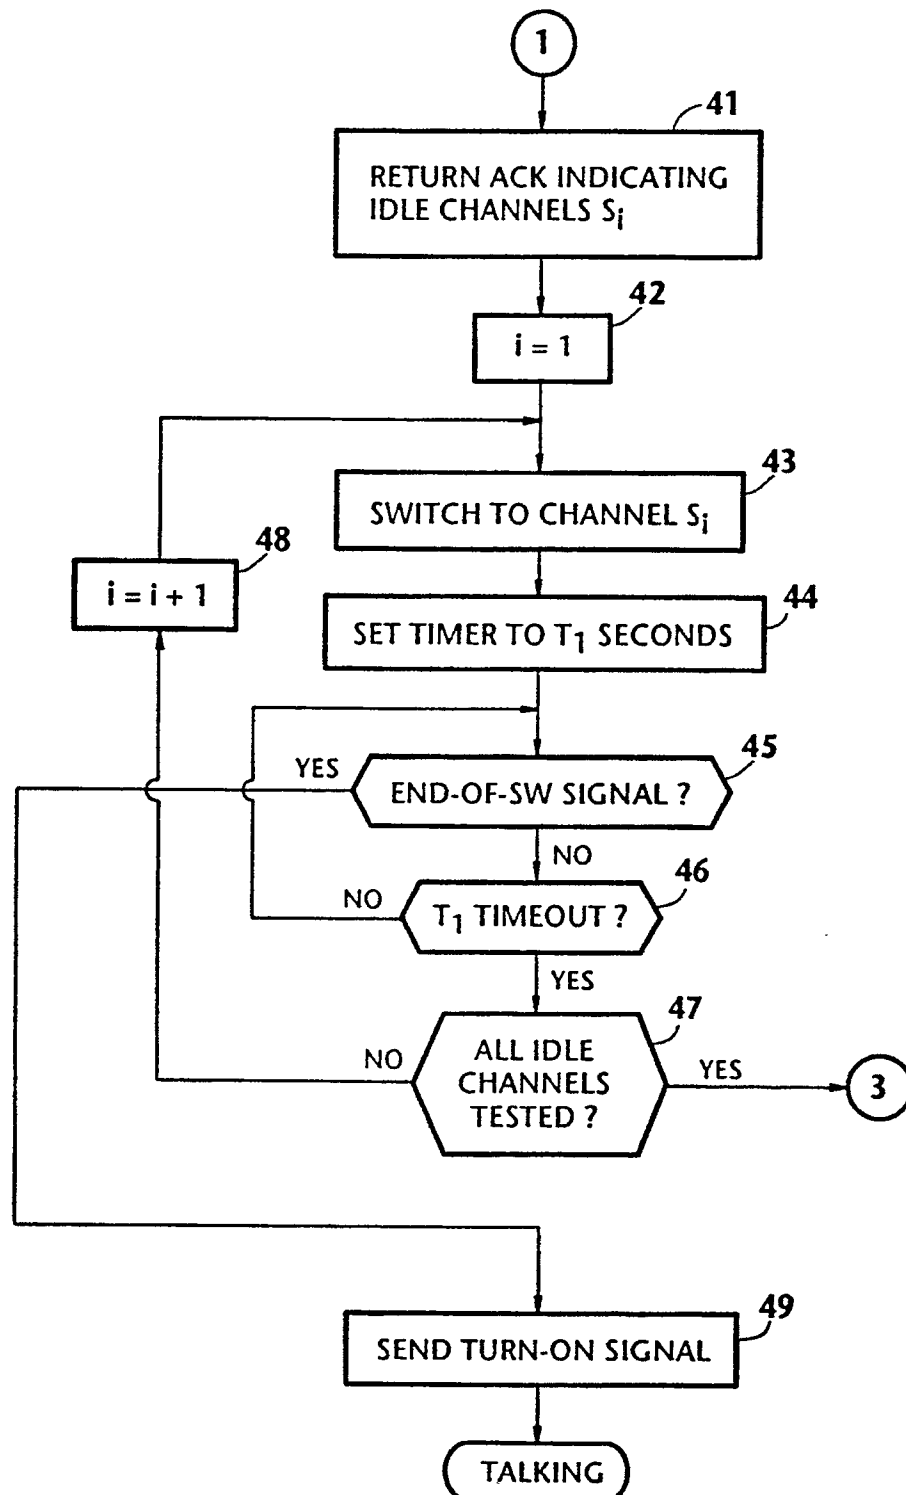 1
41
RETURN ACK INDICATING
IDLE CHANNELS Si
42
i = 1
43
SWITCH TO CHANNEL Si
48
i = i + 1
44
SET TIMER TO T1 SECONDS
45
YES
END-OF-SW SIGNAL ?
NO
46
NO
T1 TIMEOUT ?
YES
47
NO
ALL IDLE
CHANNELS
TESTED ?
YES
3
49
SEND TURN-ON SIGNAL
TALKING